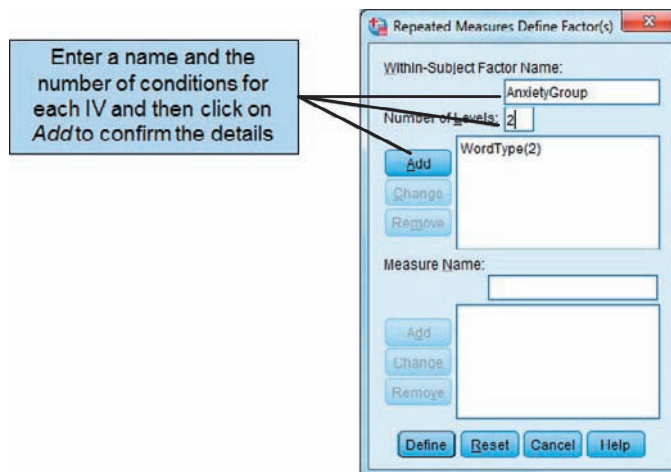 Enter a name and the
number of conditions for
each IV and then click on
Add to confirm the details
Repeated Measures Define Factor(s)
Within-Subject Factor Name:
AnxietyGroup
Number of Levels: 2
Add
WordType(2)
Change
Remove
Measure Name:
Add
Change
Remove
Define Reset Cancel Help